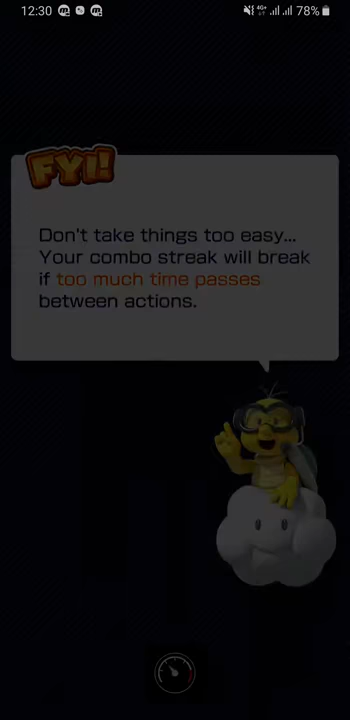 12:30
4G+
78%
FYI!
Don't take things too easy...
Your combo streak will break
if too much time passes
between actions.